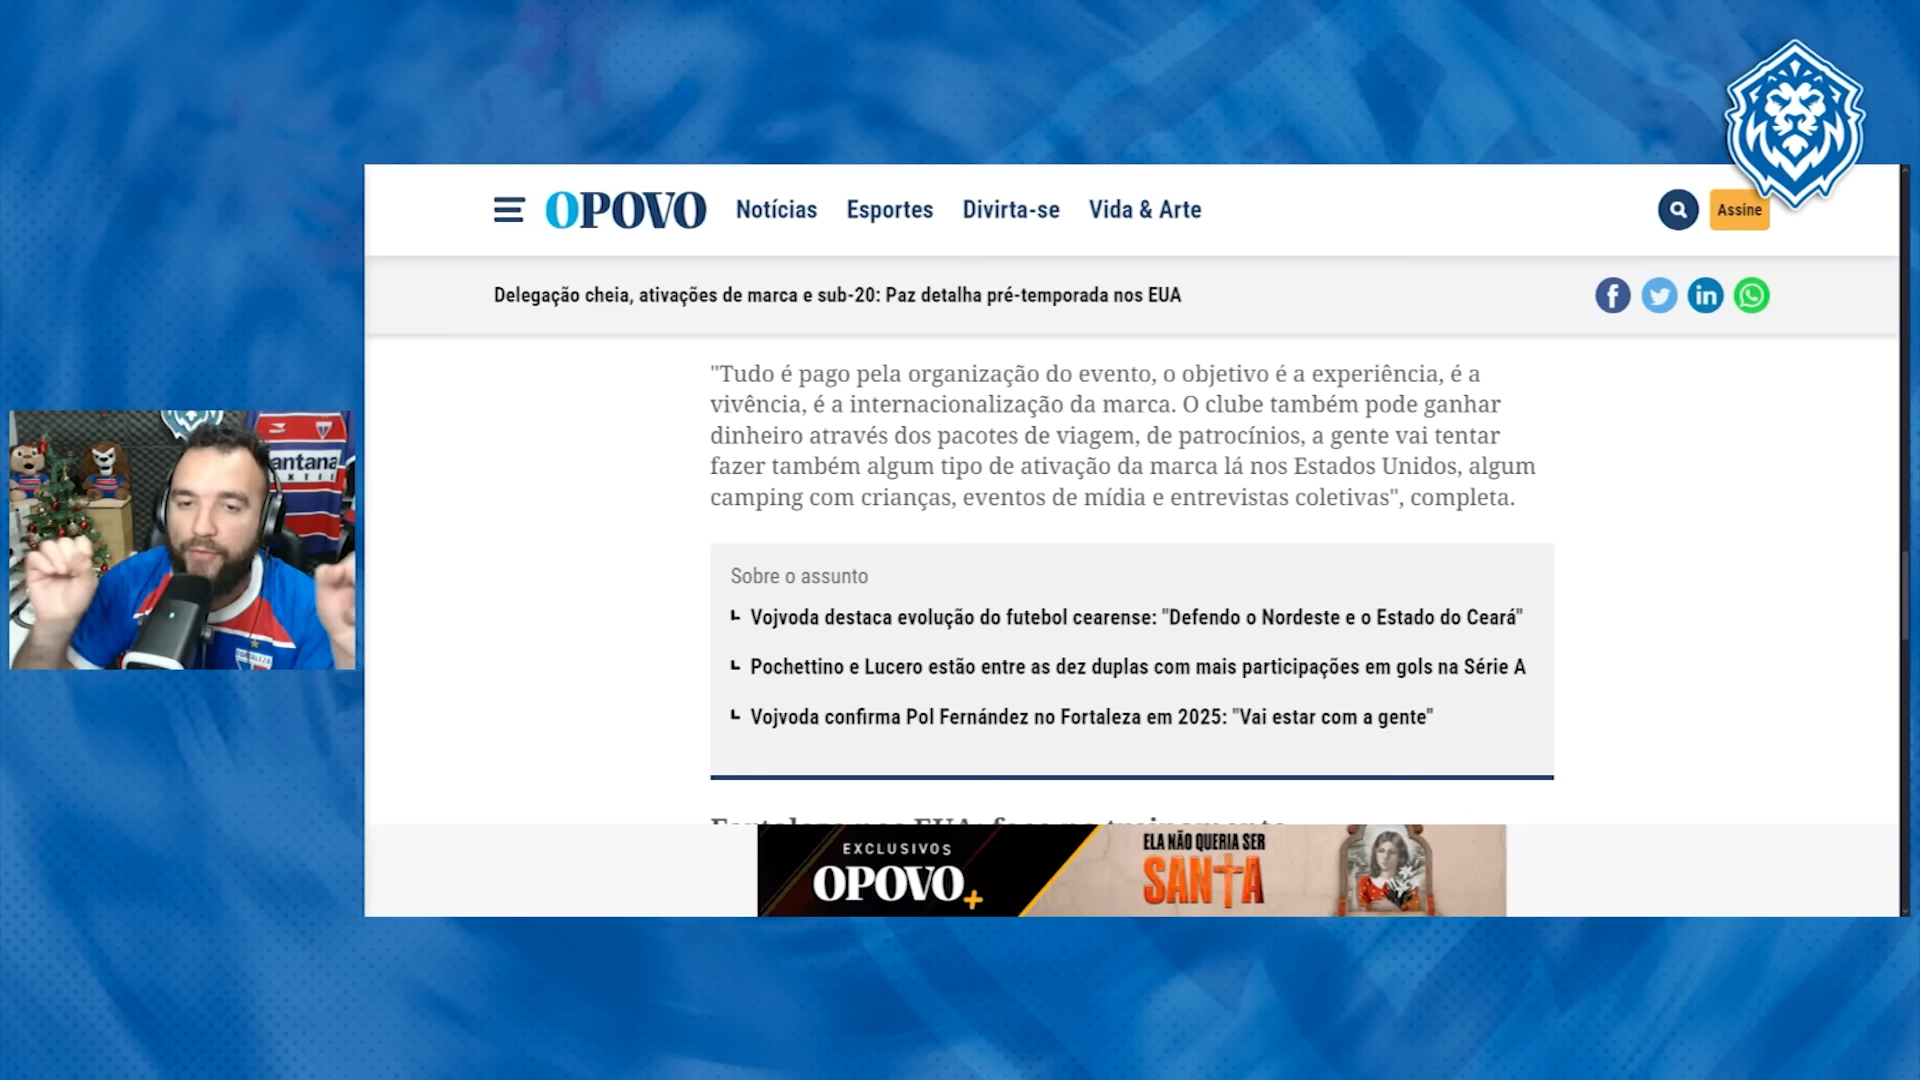 OPOVO Notícias Esportes Divirta-se Vida & Arte
Assine
Delegação cheia, ativações de marca e sub-20: Paz detalha pré-temporada nos EUA
"Tudo é pago pela organização do evento, o objetivo é a experiência, é a
vivência, é a internacionalização da marca. O clube também pode ganhar
dinheiro através dos pacotes de viagem, de patrocínios, a gente vai tentar
fazer também algum tipo de ativação da marca lá nos Estados Unidos, algum
camping com crianças, eventos de mídia e entrevistas coletivas", completa.
Sobre o assunto
Vojvoda destaca evolução do futebol cearense: "Defendo o Nordeste e o Estado do Ceará"
Pochettino e Lucero estão entre as dez duplas com mais participações em gols na Série A
Vojvoda confirma Pol Fernández no Fortaleza em 2025: "Vai estar com a gente"
EXCLUSIVOS
OPOVO+
ELA NÃO QUERIA SER
SANTA
antana
FORTALEZA